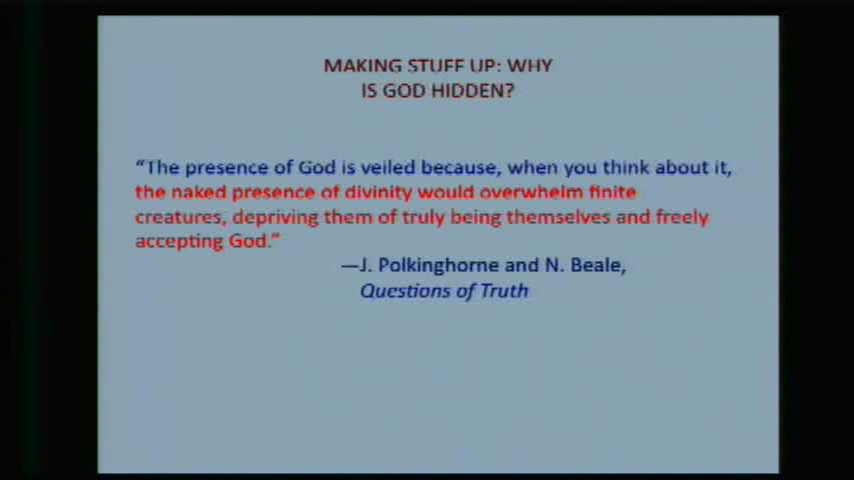 MAKING STUFF UP: WHY
IS GOD HIDDEN?
“The presence of God is veiled because, when you think about it,
the naked presence of divinity would overwhelm finite
creatures, depriving them of truly being themselves and freely
accepting God.”
—J. Polkinghorne and N. Beale,
Questions of Truth